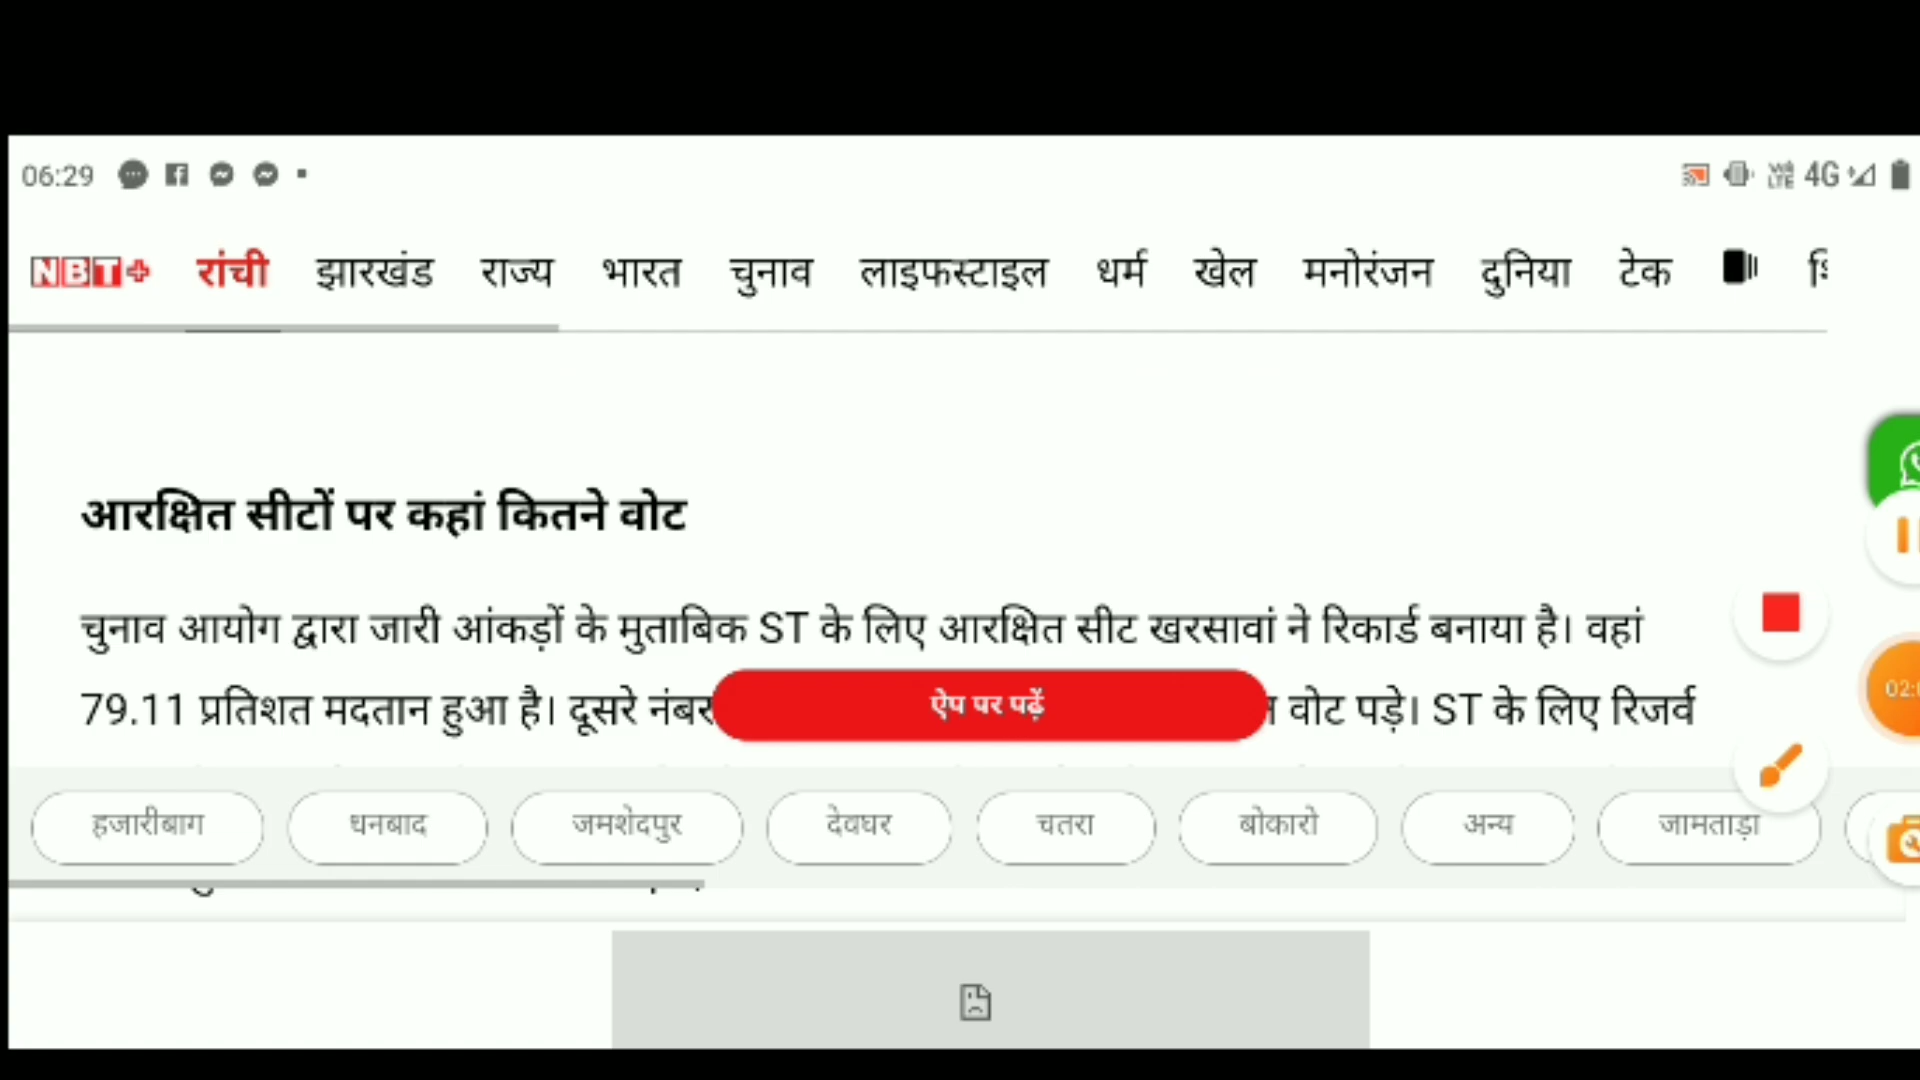 06:29 4G
NBT+ रांची झारखंड राज्य भारत चुनाव लाइफस्टाइल धर्म खेल मनोरंजन दुनिया टेक
आरक्षित सीटों पर कहां कितने वोट
चुनाव आयोग द्वारा जारी आंकड़ों के मुताबिक ST के लिए आरक्षित सीट खरसावां ने रिकार्ड बनाया है। वहां
79.11 प्रतिशत मदतान हुआ है। दूसरे नंबर ऐप पर पढ़ें वोट पड़े। ST के लिए रिजर्व
हजारीबाग धनबाद जमशेदपुर देवघर चतरा बोकारो अन्य जामताड़ा